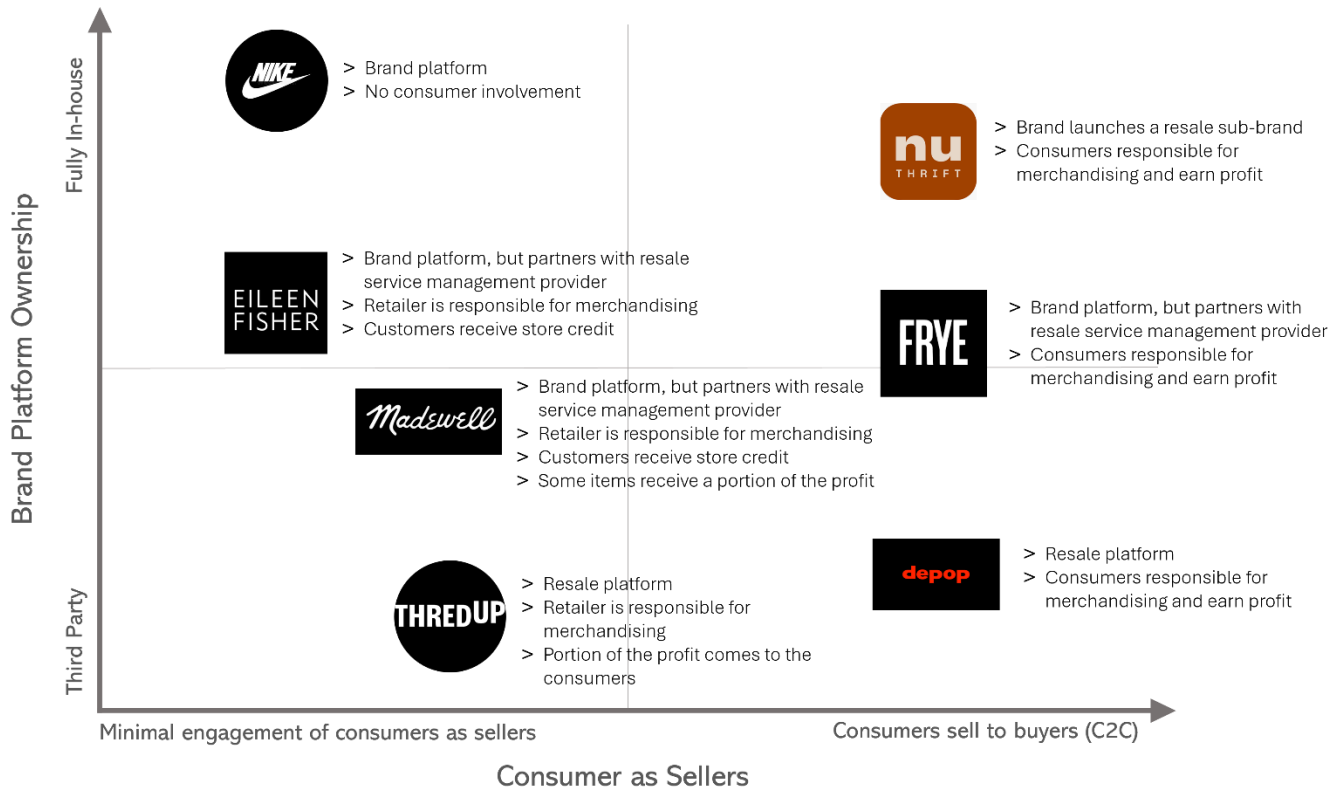 Brand Platform Ownership
Fully In-house
Third Party
NIKE
> Brand platform
> No consumer involvement
nu
THRIFT
> Brand launches a resale sub-brand
> Consumers responsible for
merchandising and earn profit
EILEEN
FISHER
> Brand platform, but partners with resale
service management provider
> Retailer is responsible for merchandising
> Customers receive store credit
FRYE
> Brand platform, but partners with
resale service management provider
> Consumers responsible for
merchandising and earn profit
Madewell
> Brand platform, but partners with resale
service management provider
> Retailer is responsible for merchandising
> Customers receive store credit
> Some items receive a portion of the profit
THREDUP
> Resale platform
> Retailer is responsible for
merchandising
> Portion of the profit comes to the
consumers
depop
> Resale platform
> Consumers responsible for
merchandising and earn profit
Minimal engagement of consumers as sellers
Consumers sell to buyers (C2C)
Consumer as Sellers